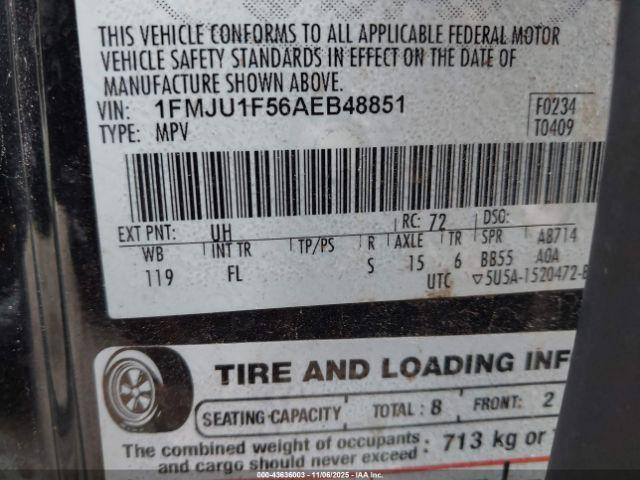 THIS VEHICLE CONFORMS TO ALL APPLICABLE FEDERAL MOTOR
VEHICLE SAFETY STANDARDS IN EFFECT ON THE DATE OF
MANUFACTURE SHOWN ABOVE.
VIN: 1FMJU1F56AEB48851
TYPE: MPV
F0234
T0409
EXT PNT: UH RC: 72 DSO:
WB INT TR TP/PS R AXLE TR SPR A8714
119 FL S 15 6 BB55 A0A
UTC ▽5U5A-1520472-B
TIRE AND LOADING INF
SEATING CAPACITY TOTAL : 8 FRONT: 2
The combined weight of occupants : 713 kg or
and cargo should never exceed :
© 43636003 - 11/06/2025 - IAAI.COM